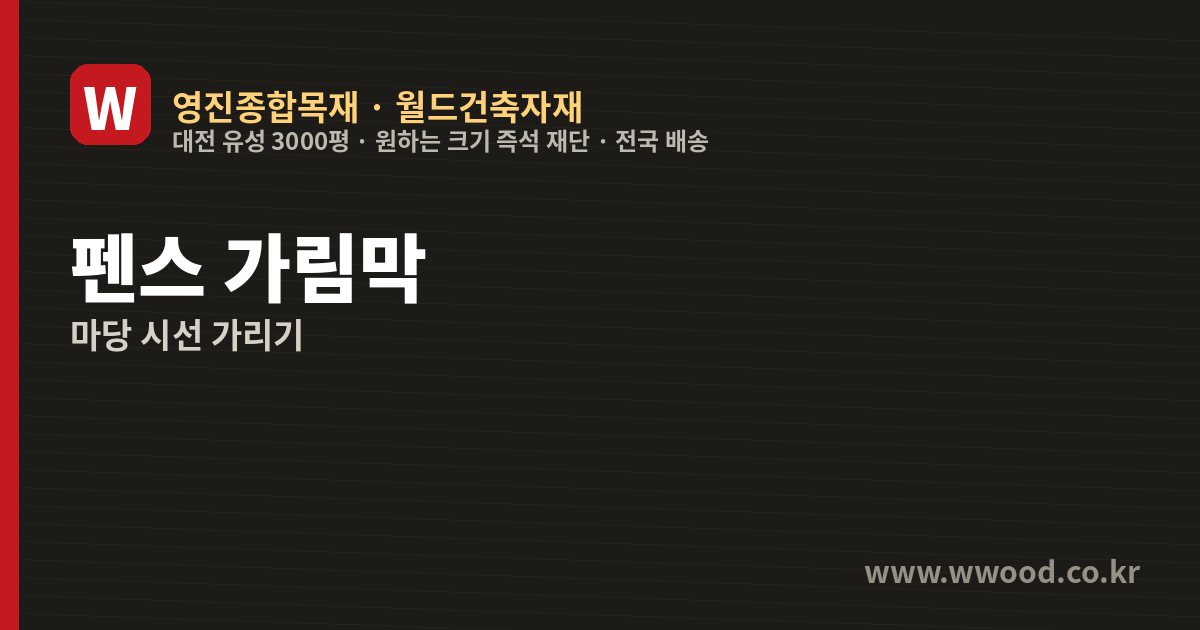 W
영진종합목재 · 월드건축자재
대전 유성 3000평 · 원하는 크기 즉석 재단 · 전국 배송
펜스 가림막
마당 시선 가리기
www.wwood.co.kr